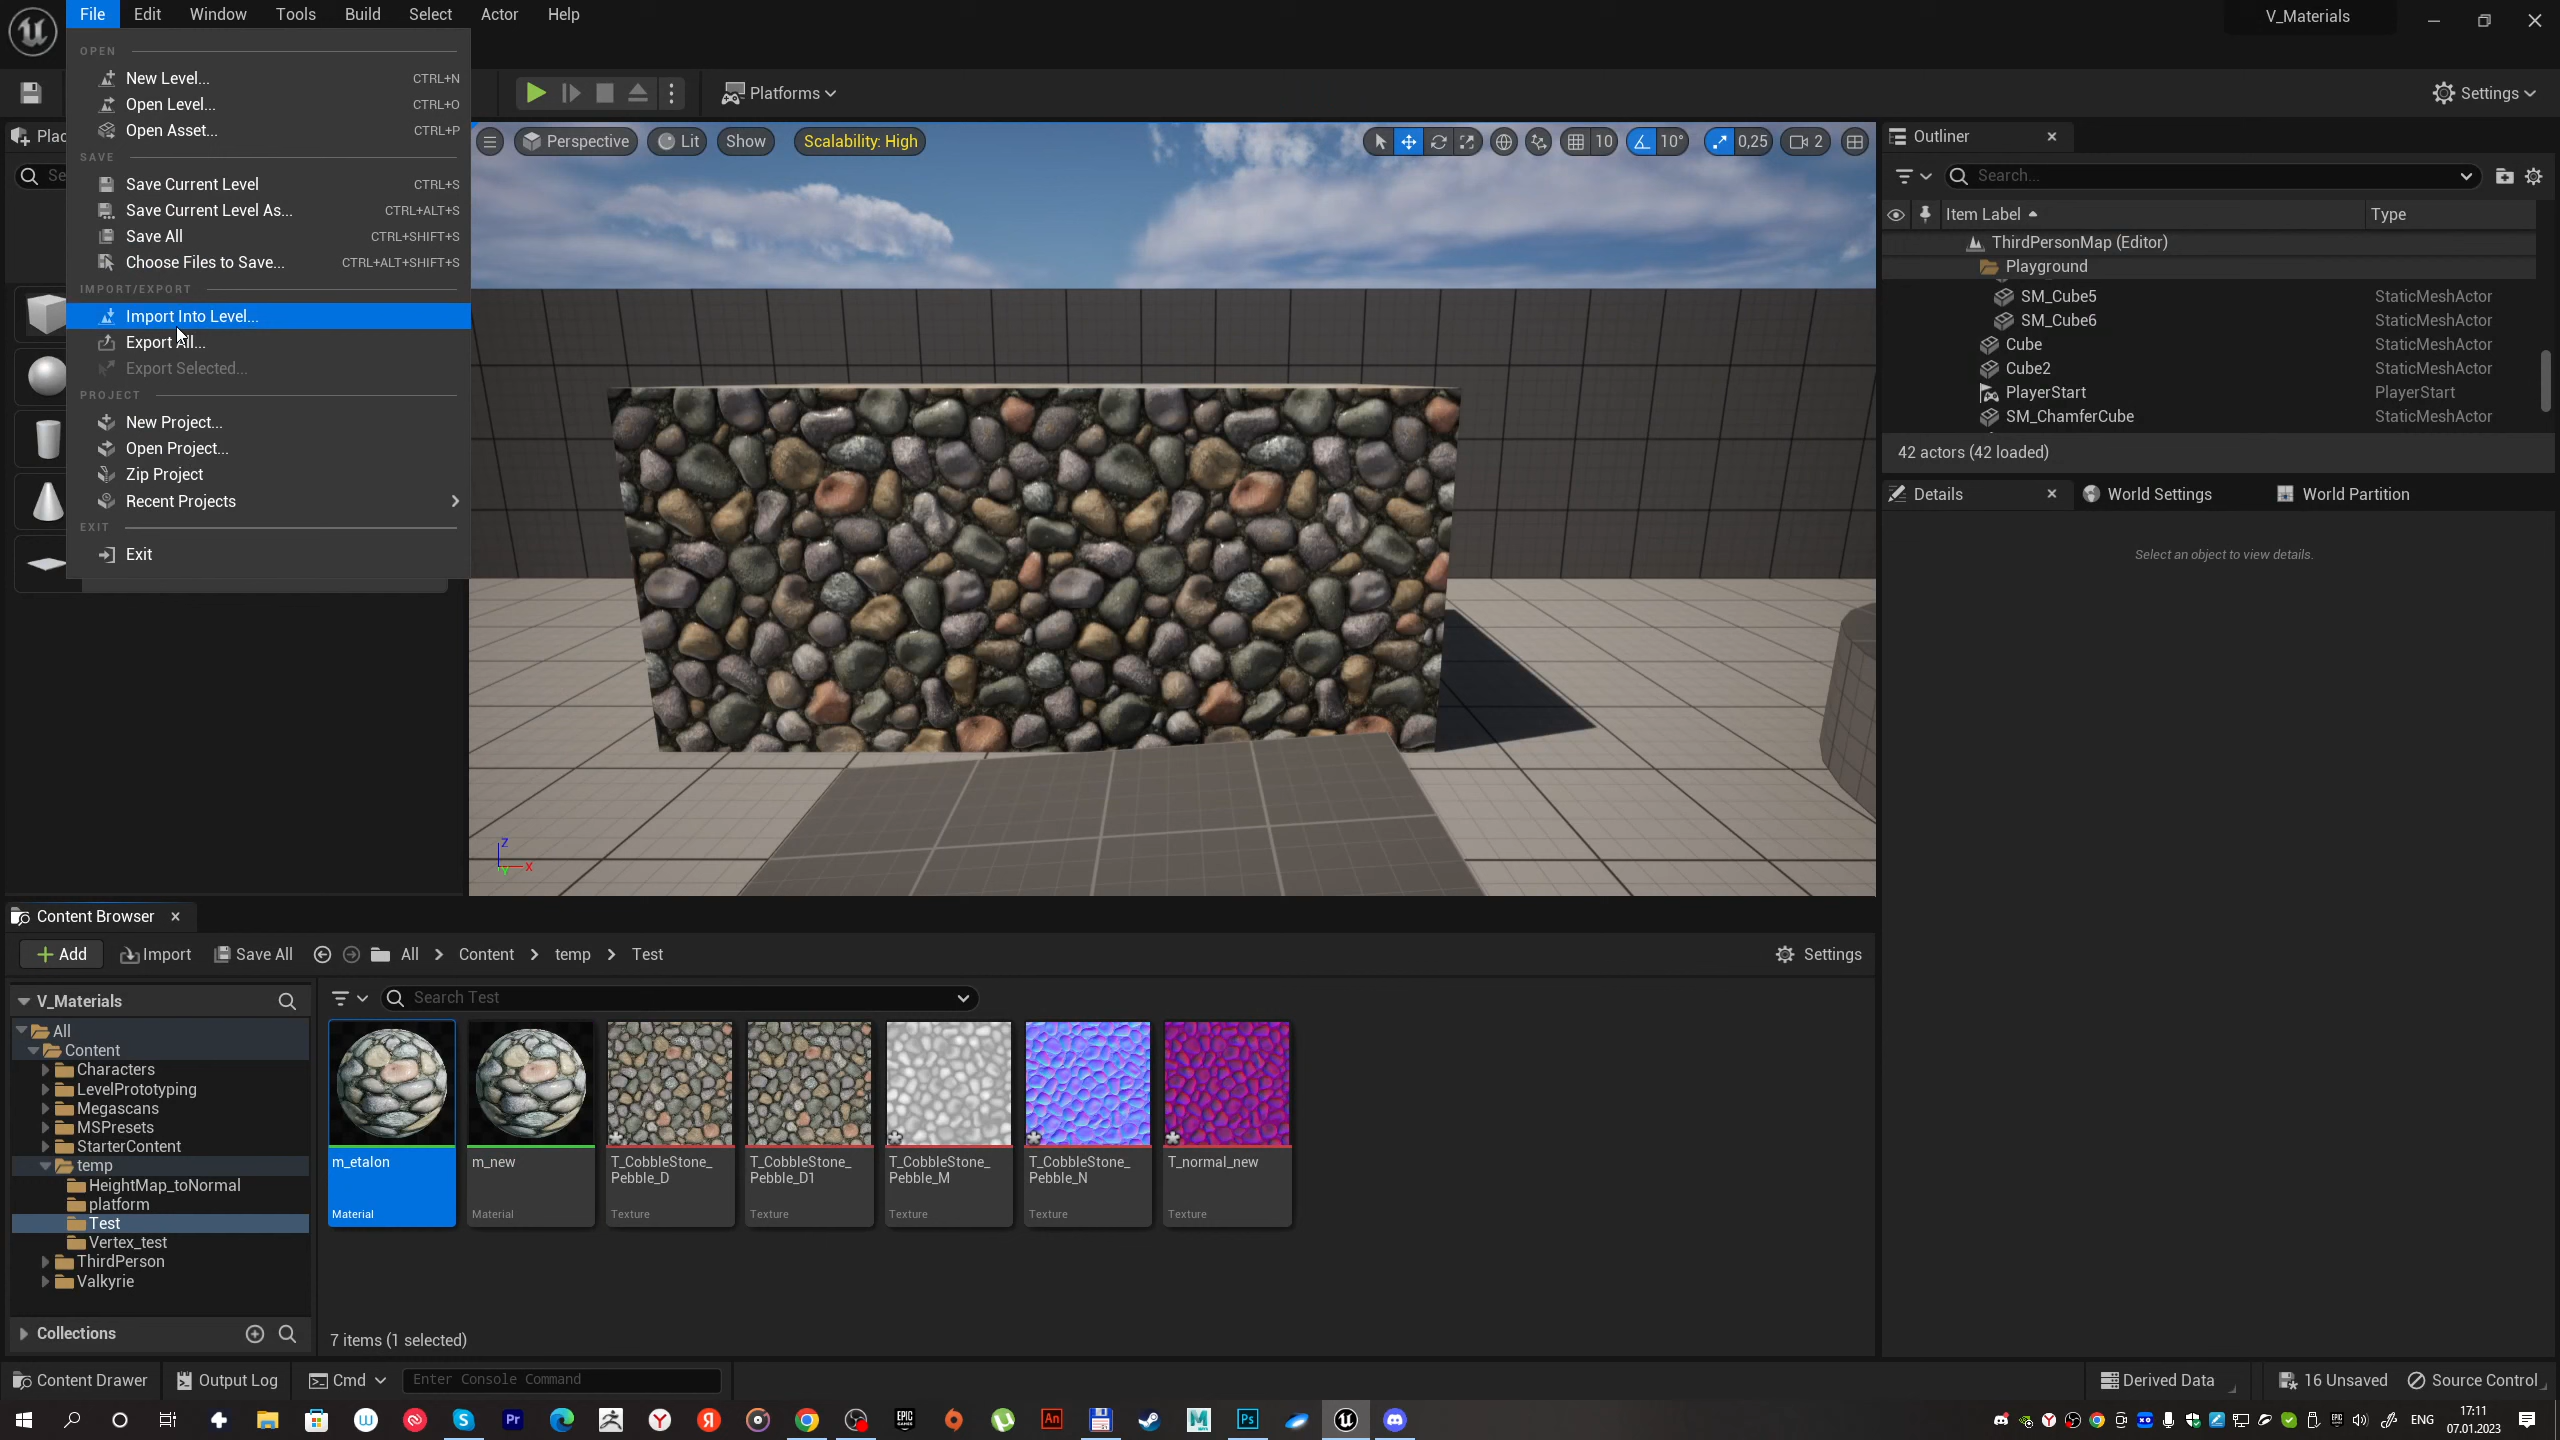 File Edit Window Tools Build Select Actor Help
V_Materials
OPEN
New Level... CTRL+N
Open Level... CTRL+O
Open Asset... CTRL+P
SAVE
Save Current Level CTRL+S
Save Current Level As... CTRL+ALT+S
Save All CTRL+SHIFT+S
Choose Files to Save... CTRL+ALT+SHIFT+S
IMPORT/EXPORT
Import Into Level...
Export All...
Export Selected...
PROJECT
New Project...
Open Project...
Zip Project
Recent Projects
EXIT
Exit
Plac
Se
Platforms
Settings
Perspective Lit Show Scalability: High
10 10° 0,25 2
Z
X
Y
Outliner
Search...
Item Label Type
ThirdPersonMap (Editor)
Playground
SM_Cube5 StaticMeshActor
SM_Cube6 StaticMeshActor
Cube StaticMeshActor
Cube2 StaticMeshActor
PlayerStart PlayerStart
SM_ChamferCube StaticMeshActor
42 actors (42 loaded)
Details World Settings World Partition
Select an object to view details.
Content Browser
Add Import Save All All Content temp Test Settings
V_Materials
All
Content
Characters
LevelPrototyping
Megascans
MSPresets
StarterContent
temp
HeightMap_toNormal
platform
Test
Vertex_test
ThirdPerson
Valkyrie
Collections
Search Test
m_etalon
Material
m_new
Material
T_CobbleStone_
Pebble_D
Texture
T_CobbleStone_
Pebble_D1
Texture
T_CobbleStone_
Pebble_M
Texture
T_CobbleStone_
Pebble_N
Texture
T_normal_new
Texture
7 items (1 selected)
Content Drawer Output Log Cmd Enter Console Command
Derived Data 16 Unsaved Source Control
Pr An Ps
ENG
17:11
07.01.2023